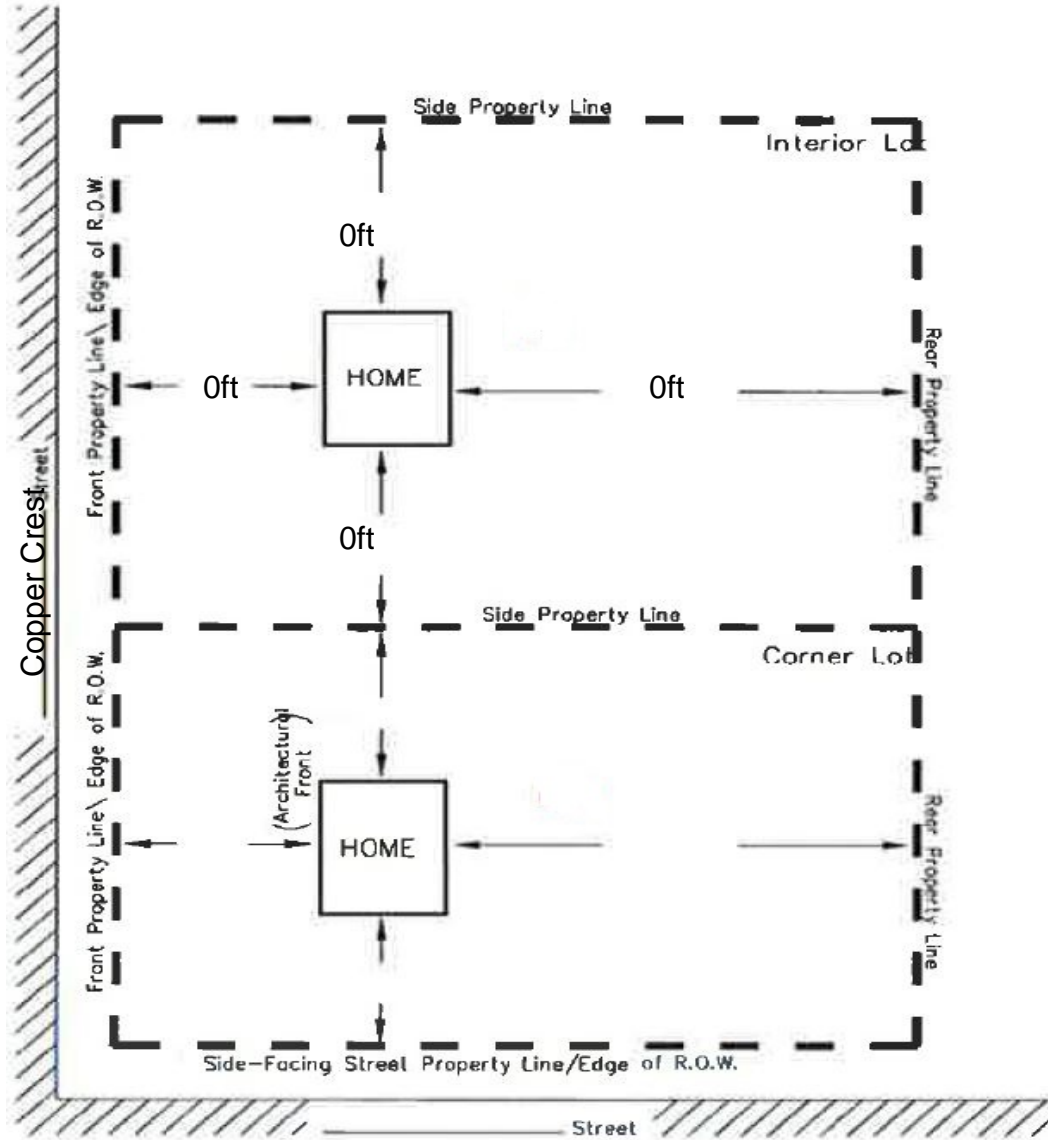 Side Property Line
Interior Lot
Front Property Line\ Edge of R.O.W.
0ft
HOME
0ft
0ft
Rear Property Line
0ft
Copper Crest
Street
Side Property Line
Corner Lot
Front Property Line\ Edge of R.O.W.
(Architectural
Front)
HOME
Rear Property Line
Side-Facing Street Property Line/Edge of R.O.W.
Street